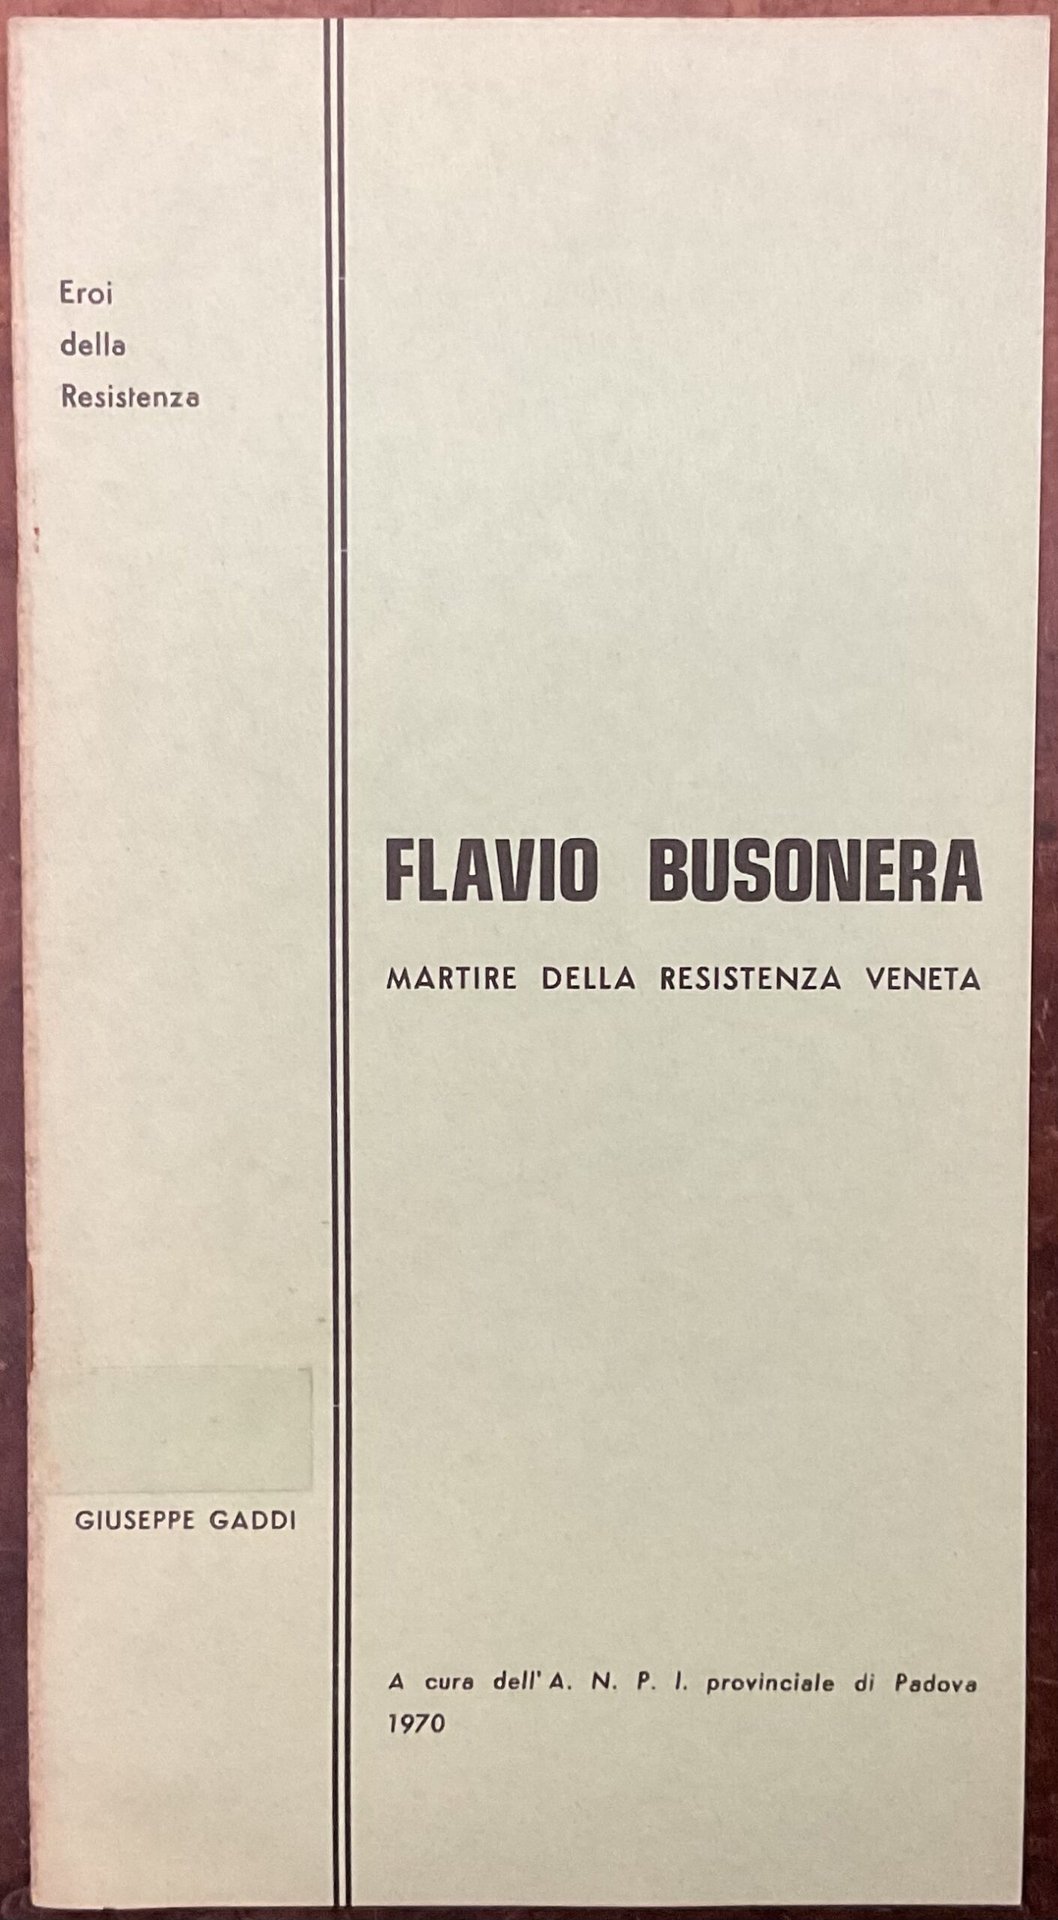 Eroi
della
Resistenza
FLAVIO BUSONERA
MARTIRE DELLA RESISTENZA VENETA
GIUSEPPE GADDI
A cura dell' A. N. P. I. provinciale di Padova
1970